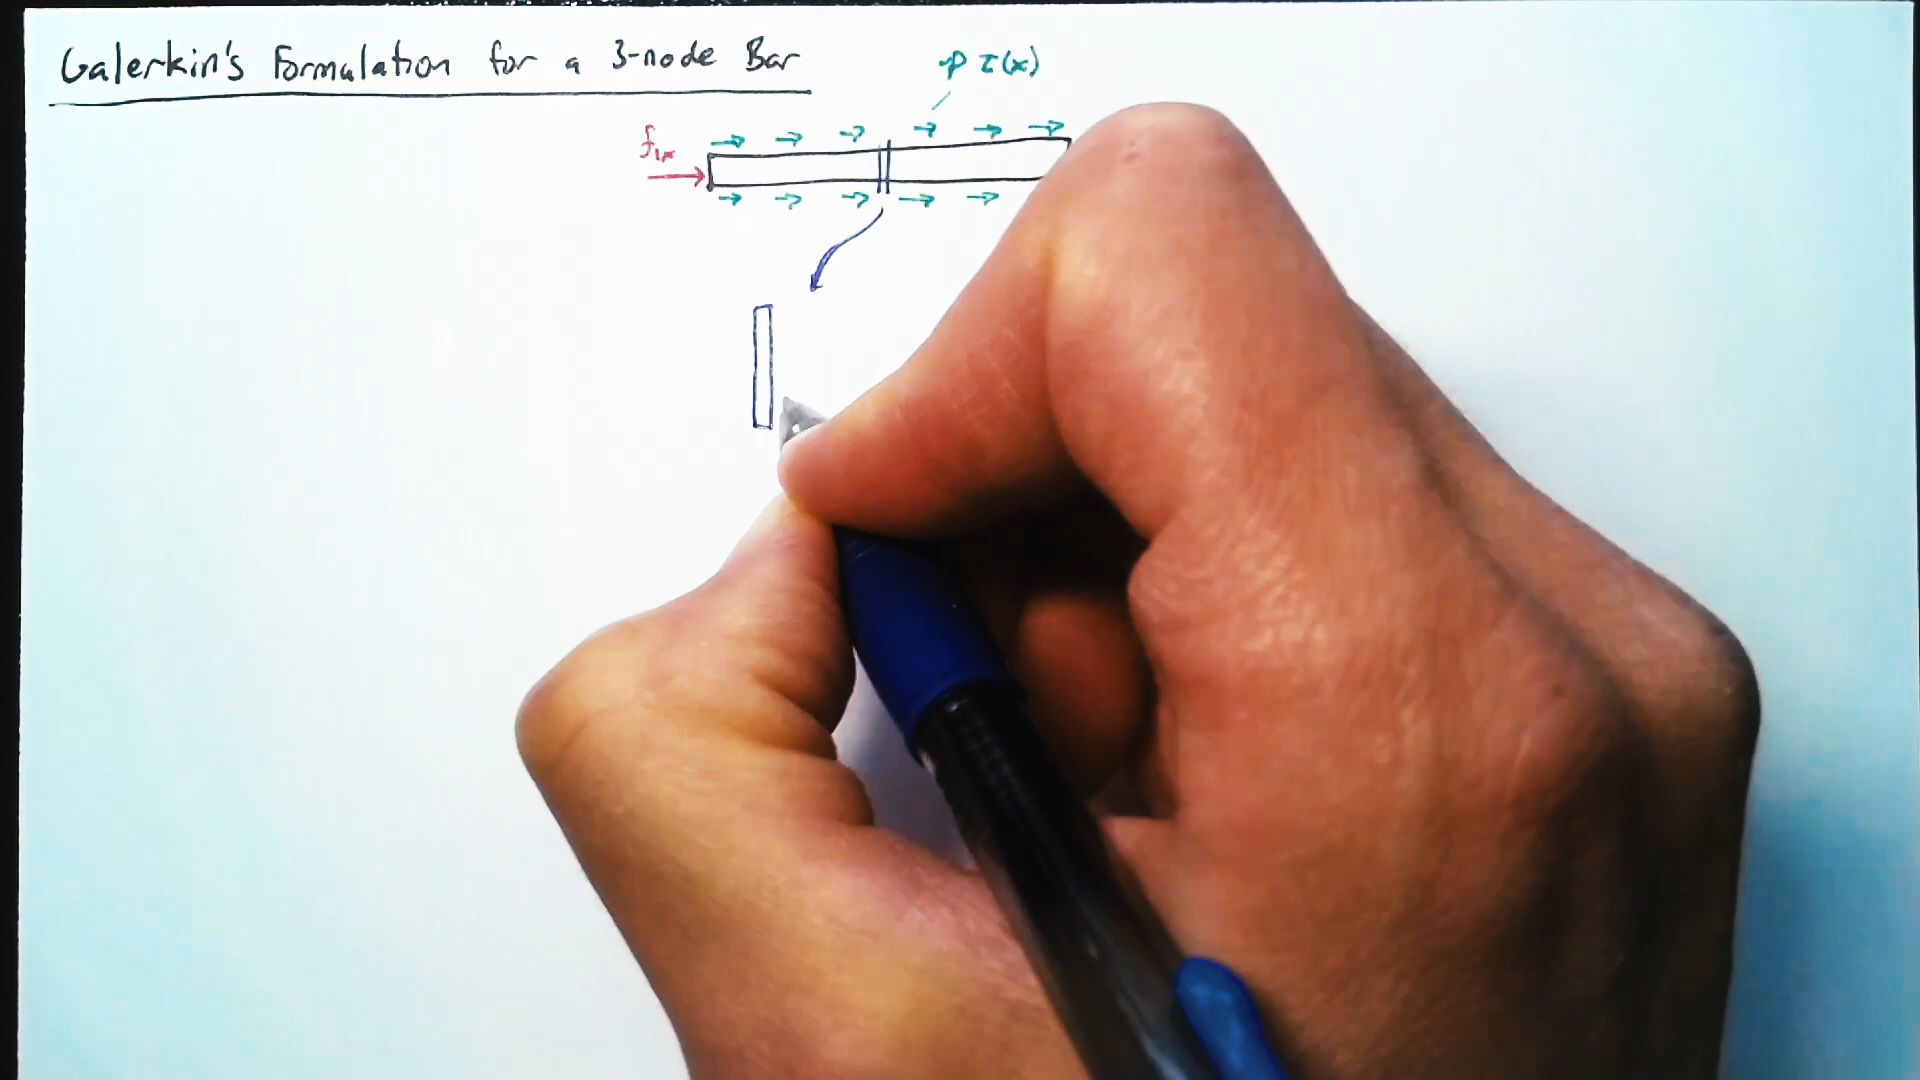 Galerkin's Formulation for a 3-node Bar
p τ(x)
f1x